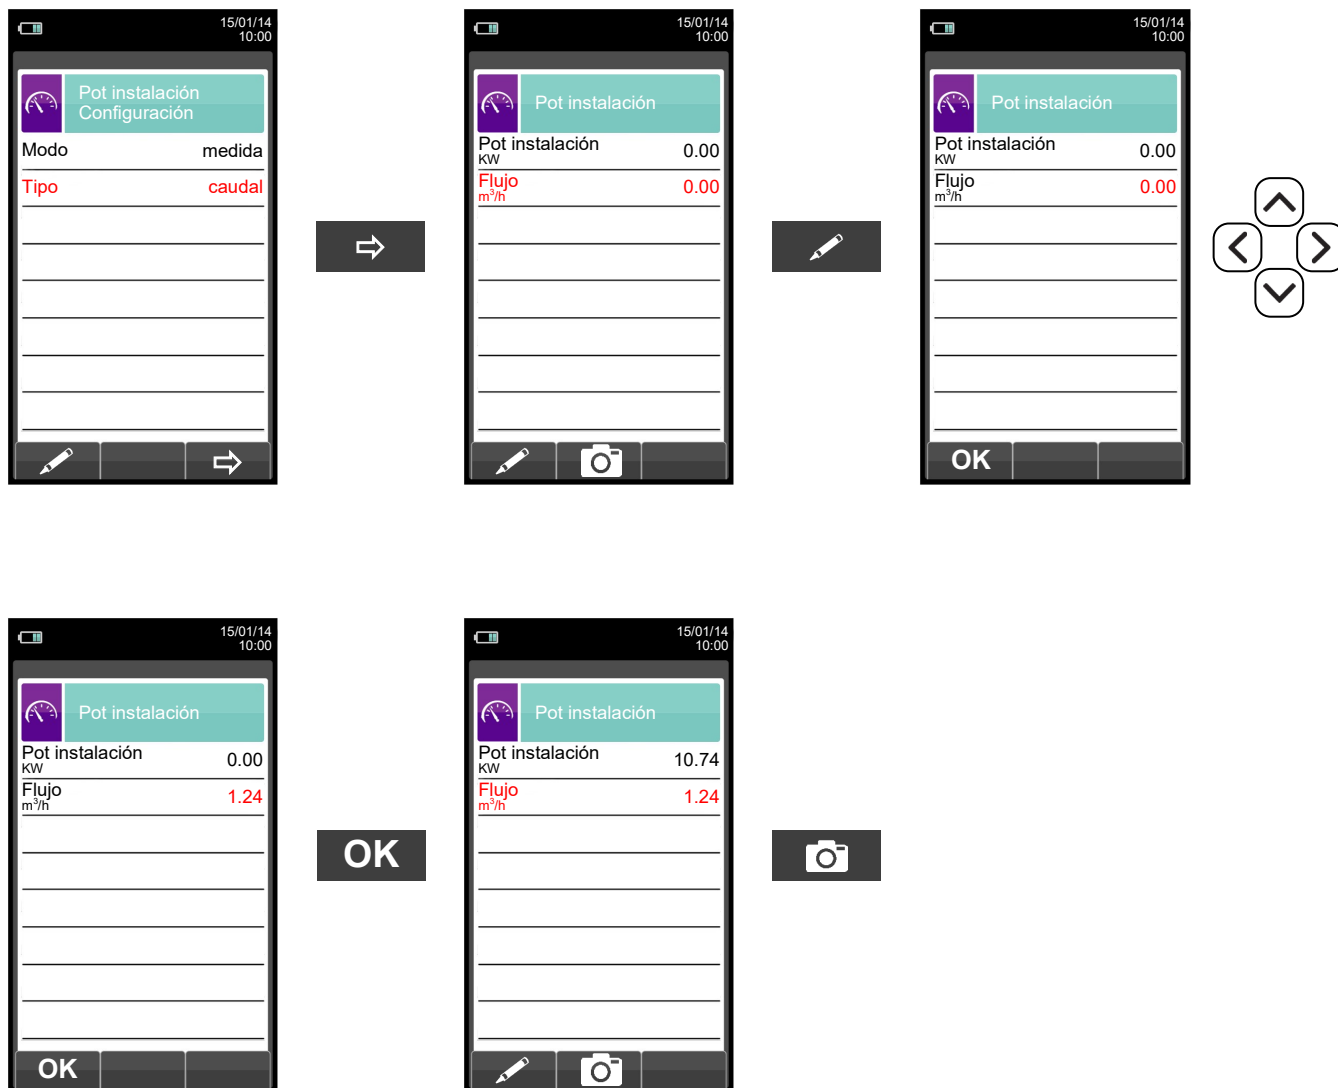 15/01/14
10:00
Pot instalación
Configuración
Modo medida
Tipo caudal
15/01/14
10:00
Pot instalación
Pot instalación 0.00
KW
Flujo 0.00
m³/h
15/01/14
10:00
Pot instalación
Pot instalación 0.00
KW
Flujo 0.00
m³/h
OK
15/01/14
10:00
Pot instalación
Pot instalación 0.00
KW
Flujo 1.24
m³/h
OK
OK
15/01/14
10:00
Pot instalación
Pot instalación 10.74
KW
Flujo 1.24
m³/h